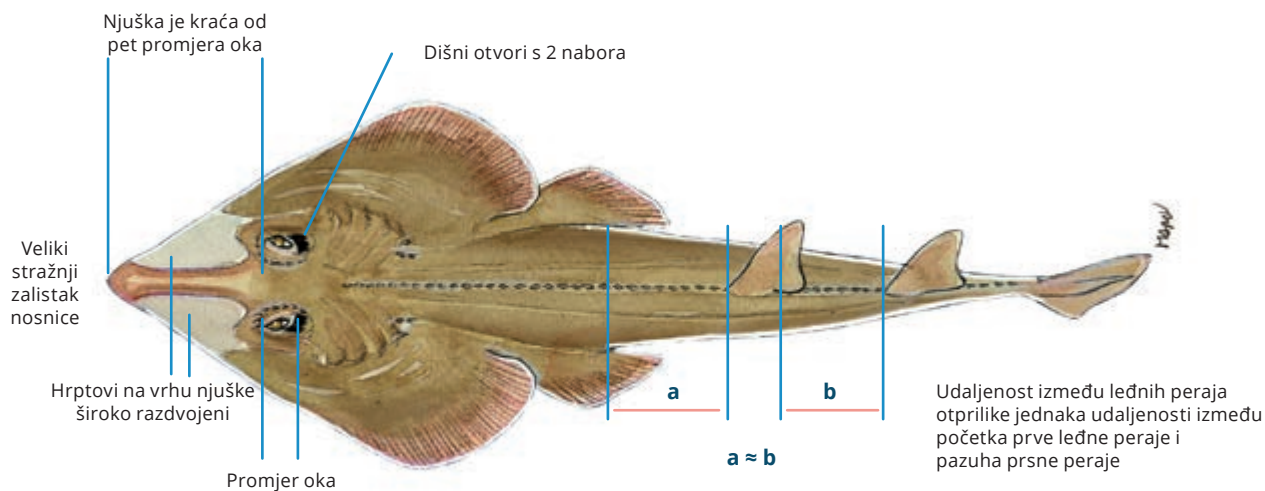 Njuška je kraća od
pet promjera oka
Dišni otvori s 2 nabora
Veliki
stražnji
zalistak
nosnice
Hrptovi na vrhu njuške
široko razdvojeni
Promjer oka
a
b
a ≈ b
Udaljenost između leđnih peraja
otprilike jednaka udaljenosti između
početka prve leđne peraje i
pazuha prsne peraje